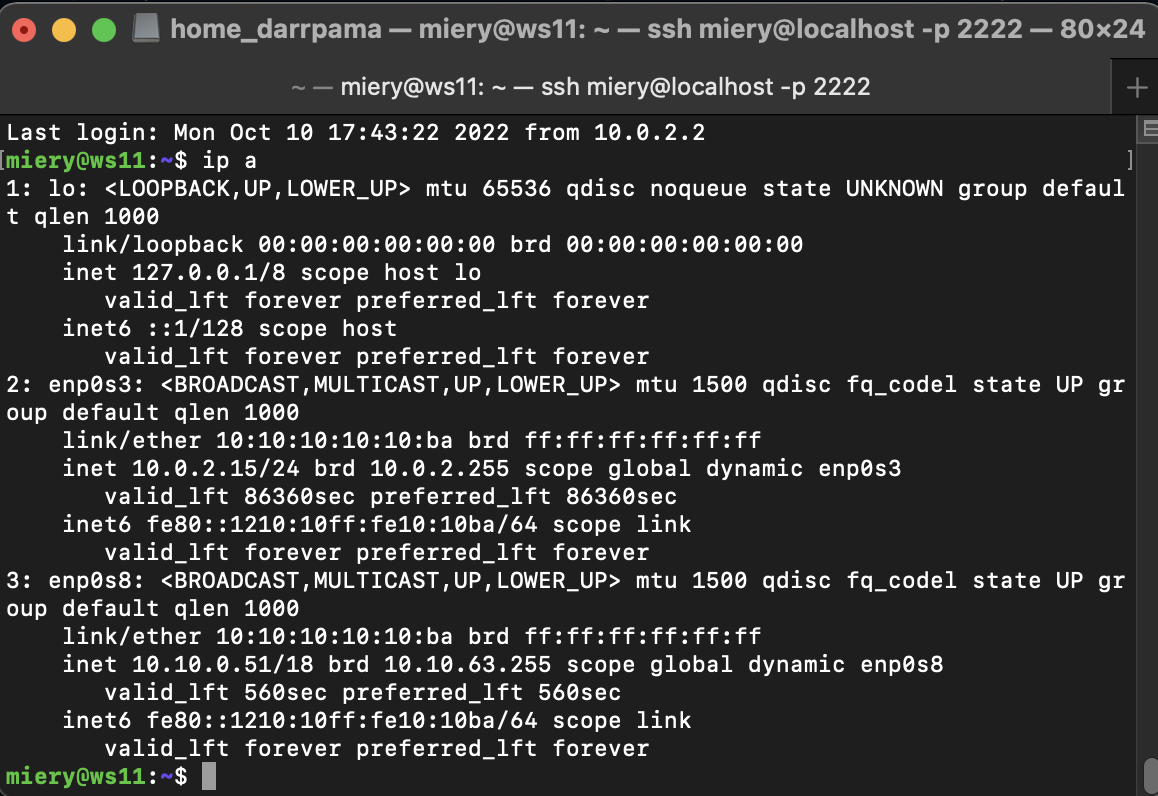 home_darrpama — miery@ws11: ~ — ssh miery@localhost -p 2222 — 80×24
~ — miery@ws11: ~ — ssh miery@localhost -p 2222
Last login: Mon Oct 10 17:43:22 2022 from 10.0.2.2
[miery@ws11:~$ ip a ]
1: lo: <LOOPBACK,UP,LOWER_UP> mtu 65536 qdisc noqueue state UNKNOWN group defaul
t qlen 1000
    link/loopback 00:00:00:00:00:00 brd 00:00:00:00:00:00
    inet 127.0.0.1/8 scope host lo
       valid_lft forever preferred_lft forever
    inet6 ::1/128 scope host
       valid_lft forever preferred_lft forever
2: enp0s3: <BROADCAST,MULTICAST,UP,LOWER_UP> mtu 1500 qdisc fq_codel state UP gr
oup default qlen 1000
    link/ether 10:10:10:10:10:ba brd ff:ff:ff:ff:ff:ff
    inet 10.0.2.15/24 brd 10.0.2.255 scope global dynamic enp0s3
       valid_lft 86360sec preferred_lft 86360sec
    inet6 fe80::1210:10ff:fe10:10ba/64 scope link
       valid_lft forever preferred_lft forever
3: enp0s8: <BROADCAST,MULTICAST,UP,LOWER_UP> mtu 1500 qdisc fq_codel state UP gr
oup default qlen 1000
    link/ether 10:10:10:10:10:ba brd ff:ff:ff:ff:ff:ff
    inet 10.10.0.51/18 brd 10.10.63.255 scope global dynamic enp0s8
       valid_lft 560sec preferred_lft 560sec
    inet6 fe80::1210:10ff:fe10:10ba/64 scope link
       valid_lft forever preferred_lft forever
miery@ws11:~$